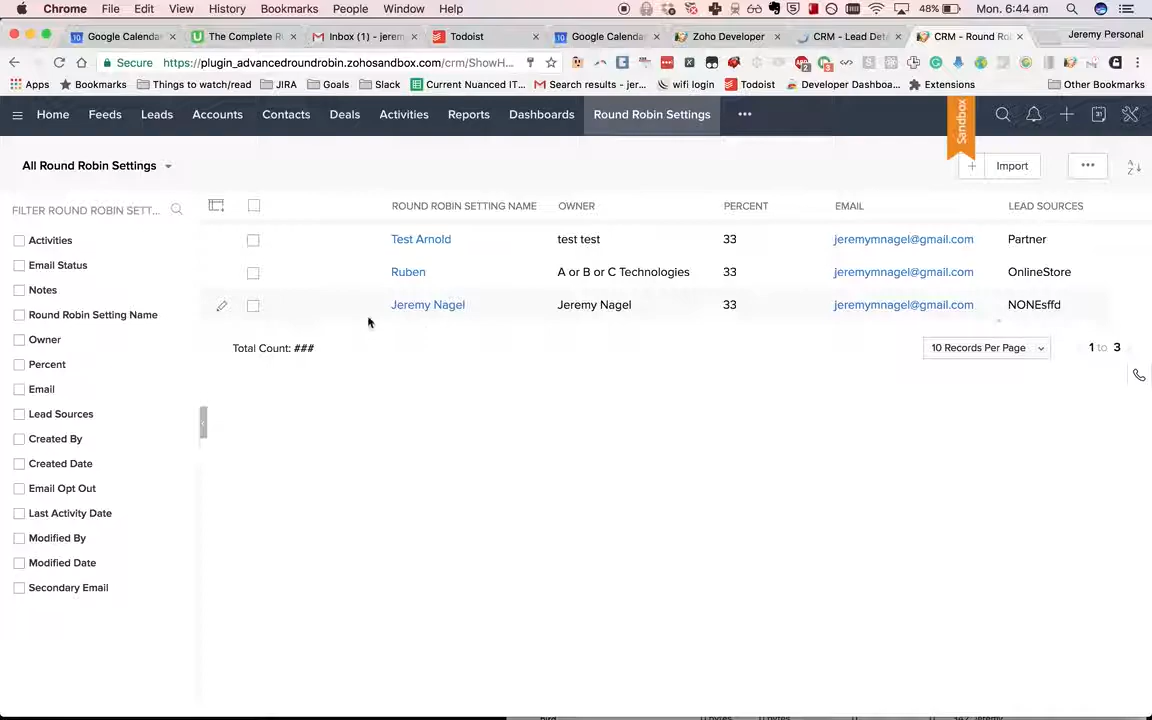 Chrome File Edit View History Bookmarks People Window Help 48% Mon. 6:44 am
Google Calenda The Complete R Inbox (1) - jerem Todoist Google Calenda Zoho Developer CRM - Lead Det CRM - Round Ro Jeremy Personal
Secure https://plugin_advancedroundrobin.zohosandbox.com/crm/ShowH...
Apps Bookmarks Things to watch/read JIRA Goals Slack Current Nuanced IT... Search results - jer... wifi login Todoist Developer Dashboa... Extensions Other Bookmarks
Home Feeds Leads Accounts Contacts Deals Activities Reports Dashboards Round Robin Settings ••• Sandbox
All Round Robin Settings Import •••
FILTER ROUND ROBIN SETT...
ROUND ROBIN SETTING NAME OWNER PERCENT EMAIL LEAD SOURCES
Test Arnold test test 33 jeremymnagel@gmail.com Partner
Ruben A or B or C Technologies 33 jeremymnagel@gmail.com OnlineStore
Jeremy Nagel Jeremy Nagel 33 jeremymnagel@gmail.com NONEsffd
Total Count: ### 10 Records Per Page 1 to 3
Activities
Email Status
Notes
Round Robin Setting Name
Owner
Percent
Email
Lead Sources
Created By
Created Date
Email Opt Out
Last Activity Date
Modified By
Modified Date
Secondary Email